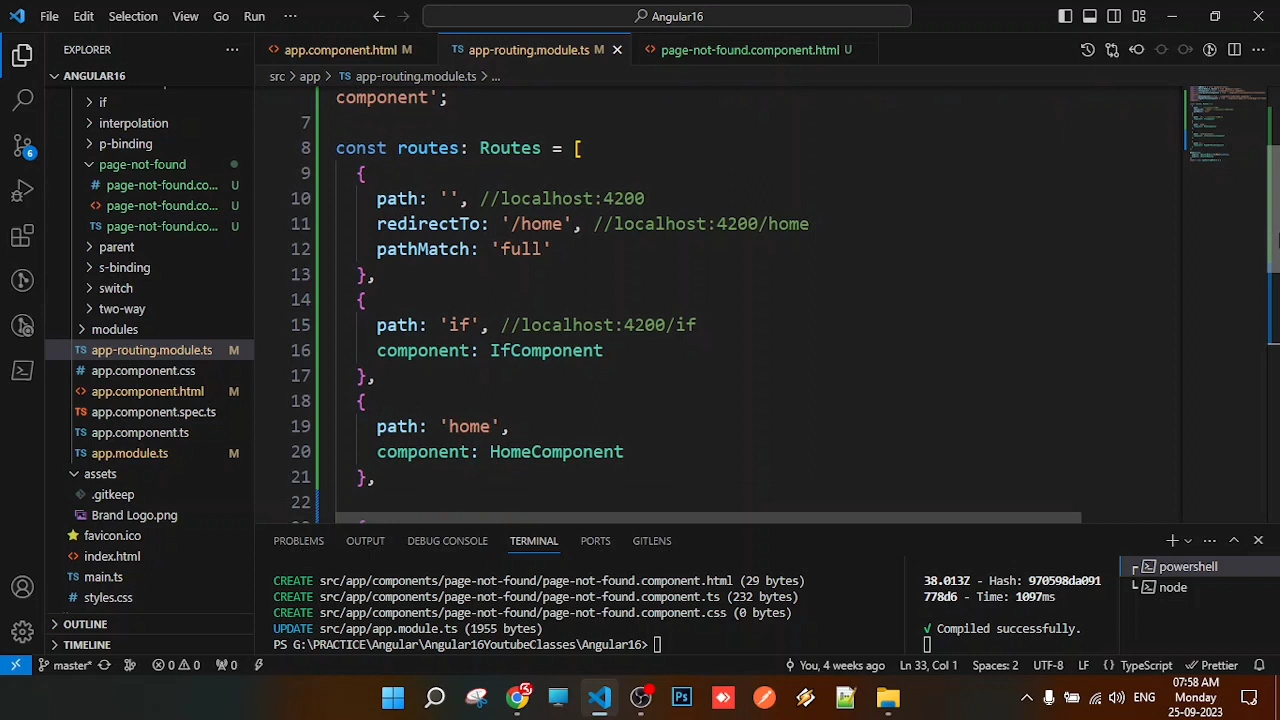 File Edit Selection View Go Run ··· Angular16
EXPLORER ···
app.component.html M
app-routing.module.ts M
page-not-found.component.html U
ANGULAR16
src > app > app-routing.module.ts > ...
if
interpolation
p-binding
page-not-found
page-not-found.co... U
page-not-found.co... U
page-not-found.co... U
parent
s-binding
switch
two-way
modules
app-routing.module.ts M
app.component.css
app.component.html M
app.component.spec.ts
app.component.ts
app.module.ts M
assets
.gitkeep
Brand Logo.png
favicon.ico
index.html
main.ts
styles.css
OUTLINE
TIMELINE
6
component';
7
8 const routes: Routes = [
9 {
10 path: '', //localhost:4200
11 redirectTo: '/home', //localhost:4200/home
12 pathMatch: 'full'
13 },
14 {
15 path: 'if', //localhost:4200/if
16 component: IfComponent
17 },
18 {
19 path: 'home',
20 component: HomeComponent
21 },
22
PROBLEMS OUTPUT DEBUG CONSOLE TERMINAL PORTS GITLENS
CREATE src/app/components/page-not-found/page-not-found.component.html (29 bytes)
CREATE src/app/components/page-not-found/page-not-found.component.ts (232 bytes)
CREATE src/app/components/page-not-found/page-not-found.component.css (0 bytes)
UPDATE src/app/app.module.ts (1955 bytes)
PS G:\PRACTICE\Angular\Angular16YoutubeClasses\Angular16>
38.013Z - Hash: 970598da091
778d6 - Time: 1097ms
√ Compiled successfully.
powershell
node
master* 0 0 0 You, 4 weeks ago Ln 33, Col 1 Spaces: 2 UTF-8 LF {} TypeScript Prettier
ENG
07:58 AM
Monday
25-09-2023